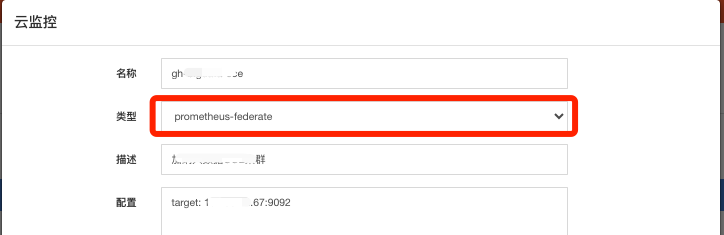 云监控
名称
类型 prometheus-federate
描述 群
配置 target: 1 .67:9092